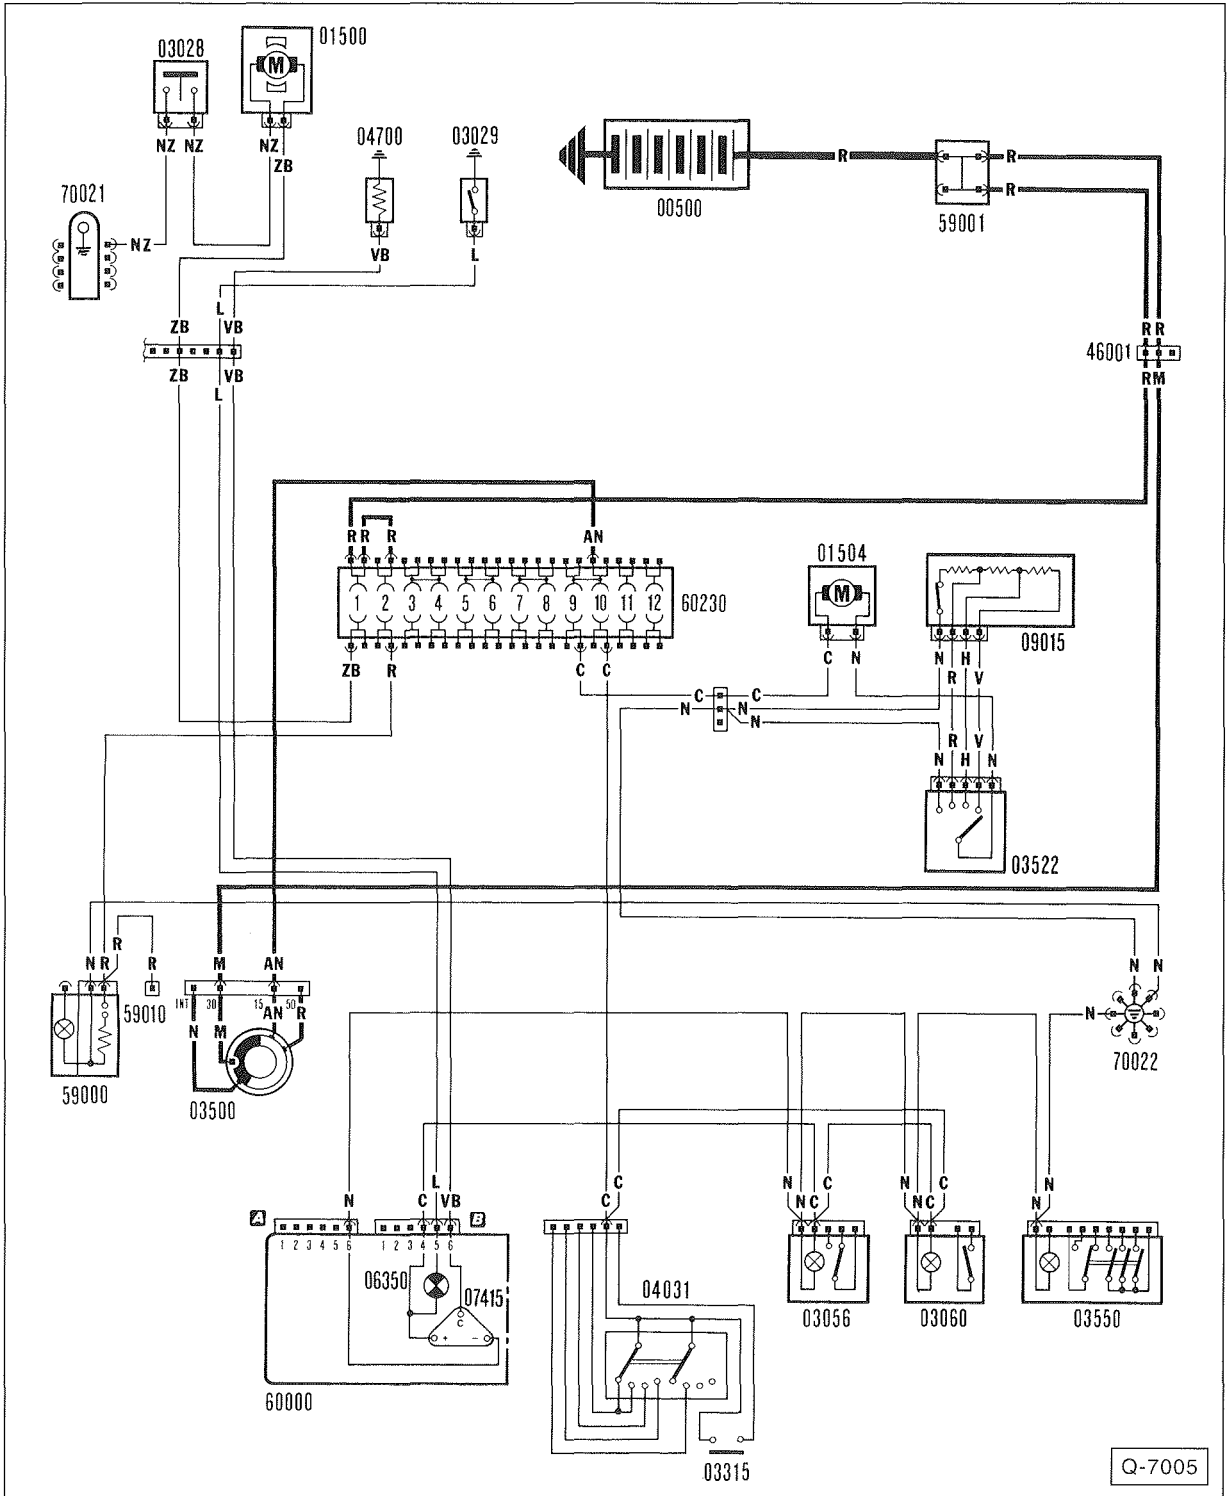 03028
01500
M
NZ NZ
NZ
ZB
04700
03029
VB
L
00500
R
R
R
59001
70021
NZ
L
ZB
VB
ZB
VB
L
R R
46001
R M
R R R
AN
1 2 3 4 5 6 7 8 9 10 11 12
60230
ZB
R
C C
01504
M
C N
09015
N R H V
C
C
N
N
N
N R H V N
03522
N R
R
R
59010
59000
M
AN
INT 30 15 50
N M AN R
03500
N N
N
70022
N
C L VB
A
B
1 2 3 4 5 6
1 2 3 4 5 6
06350
07415
C
+ −
60000
C C
04031
03315
N N C C
03056
N N C C
03060
N N
03550
Q-7005